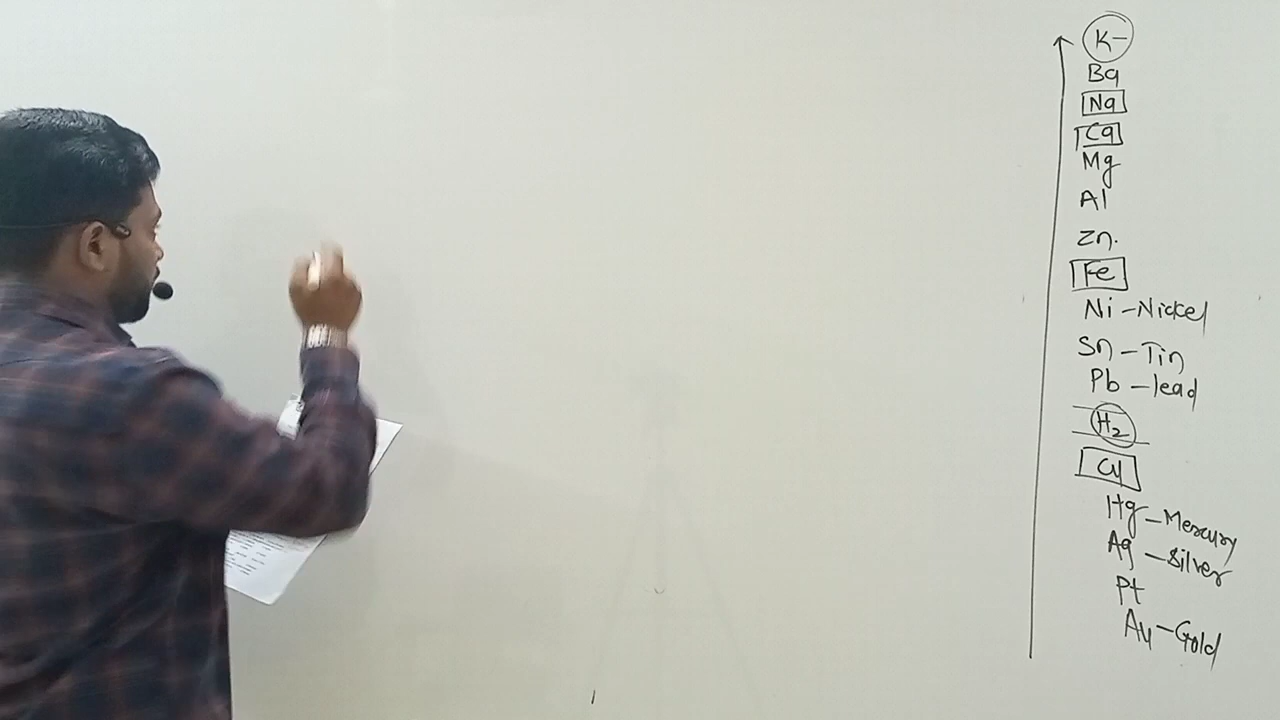 K
Ba
Na
Ca
Mg
Al
Zn.
Fe
Ni - Nickel
Sn - Tin
Pb - lead
H₂
Cu
Hg - Mercury
Ag - Silver
Pt
Au - Gold